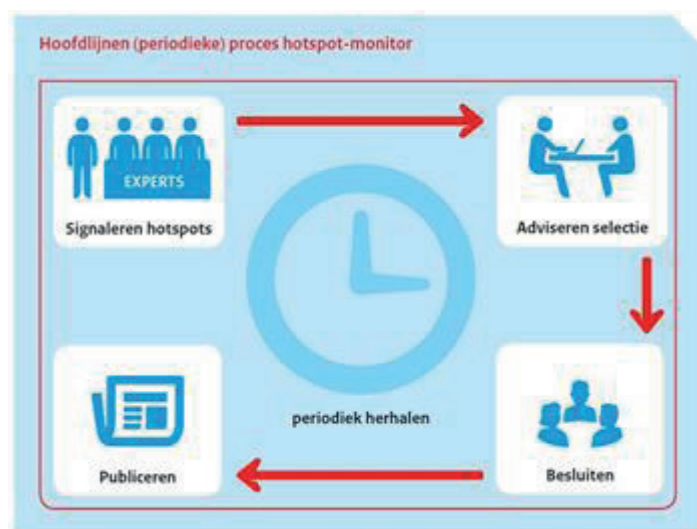 Hoofdlijnen (periodieke) proces hotspot-monitor
EXPERTS
Signaleren hotspots
Adviseren selectie
periodiek herhalen
Publiceren
Besluiten